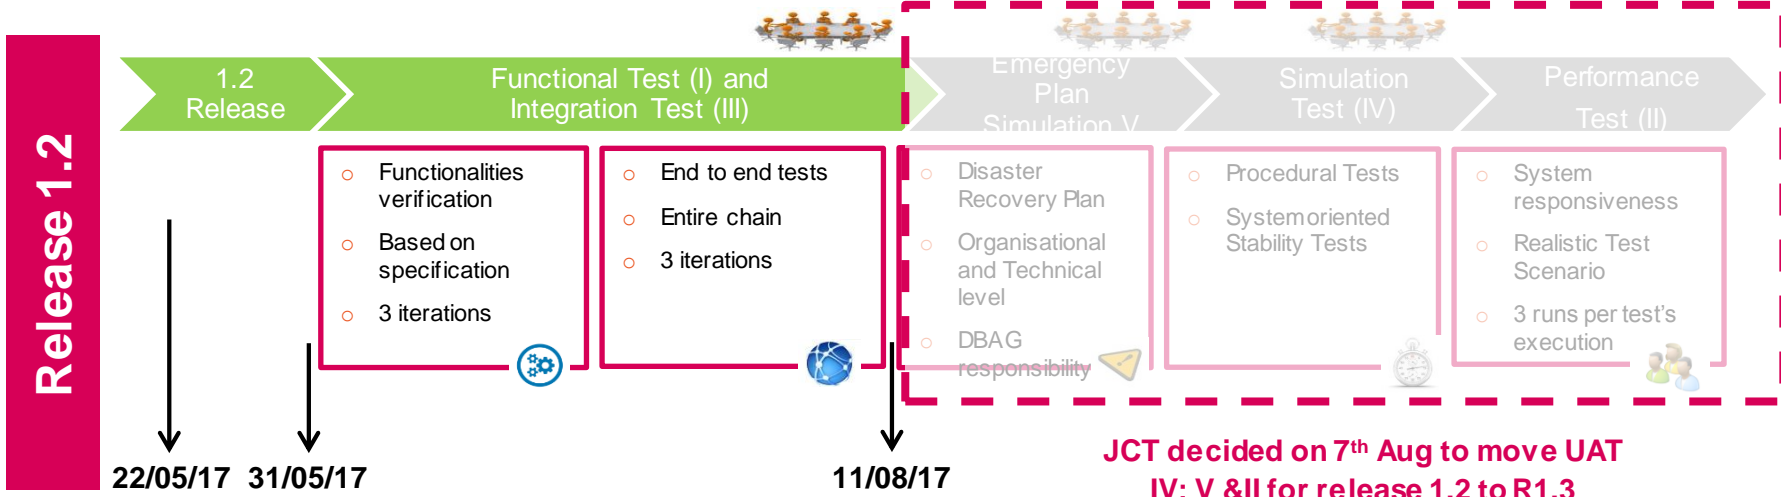 Release 1.2
1.2
Release
Functional Test (I) and
Integration Test (III)
Emergency
Plan
Simulation V
Simulation
Test (IV)
Performance
Test (II)
o Functionalities
verification
o Based on
specification
o 3 iterations
o End to end tests
o Entire chain
o 3 iterations
o Disaster
Recovery Plan
o Organisational
and Technical
level
o DBAG
responsibility
o Procedural Tests
o System oriented
Stability Tests
o System
responsiveness
o Realistic Test
Scenario
o 3 runs per test's
execution
22/05/17 31/05/17
11/08/17
JCT decided on 7th Aug to move UAT
IV; V &II for release 1.2 to R1.3